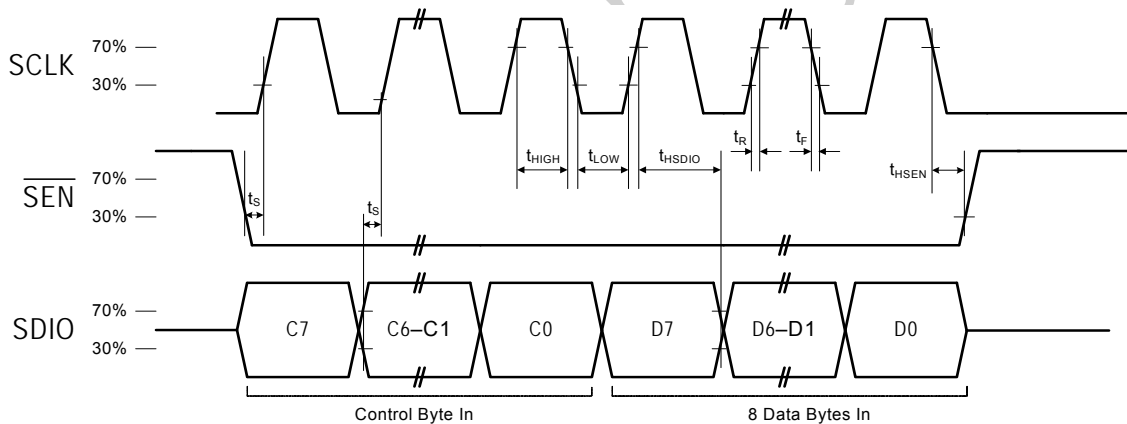 SCLK
70%
30%
tR
tF
tHIGH
tLOW
tHSDIO
tHSEN
SEN
70%
30%
tS
tS
SDIO
70%
30%
C7
C6–C1
C0
D7
D6–D1
D0
Control Byte In
8 Data Bytes In